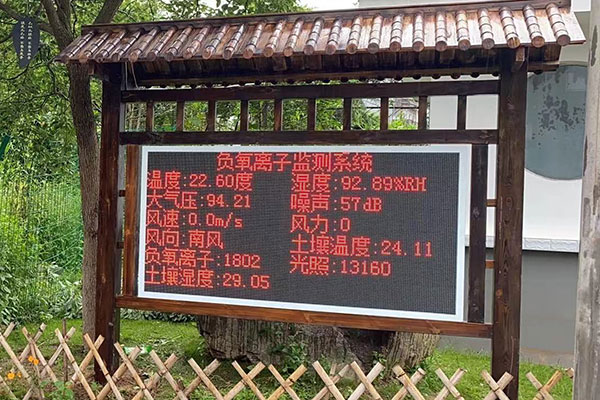 负氧离子监测系统
温度:22.60度 湿度:92.89%RH
大气压:94.21 噪声:57dB
风速:0.0m/s 风力:0
风向:南风 土壤温度:24.11
负氧离子:1802 光照:13160
土壤湿度:29.05